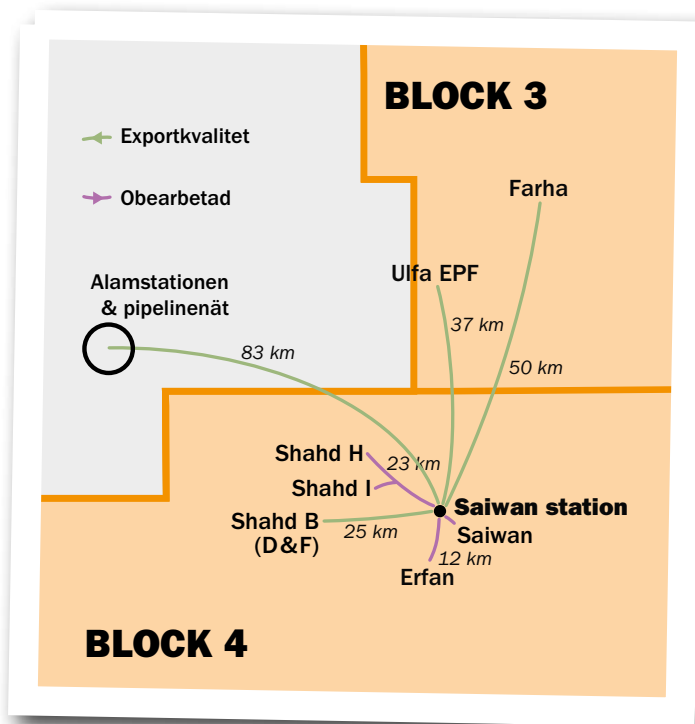 BLOCK 3
Exportkvalitet
Farha
Obearbetad
Ulfa EPF
Alamstationen
& pipelinenät
37 km
83 km
50 km
Shahd H
23 km
Shahd I
Saiwan station
Shahd B
(D&F)
25 km
Saiwan
12 km
Erfan
BLOCK 4